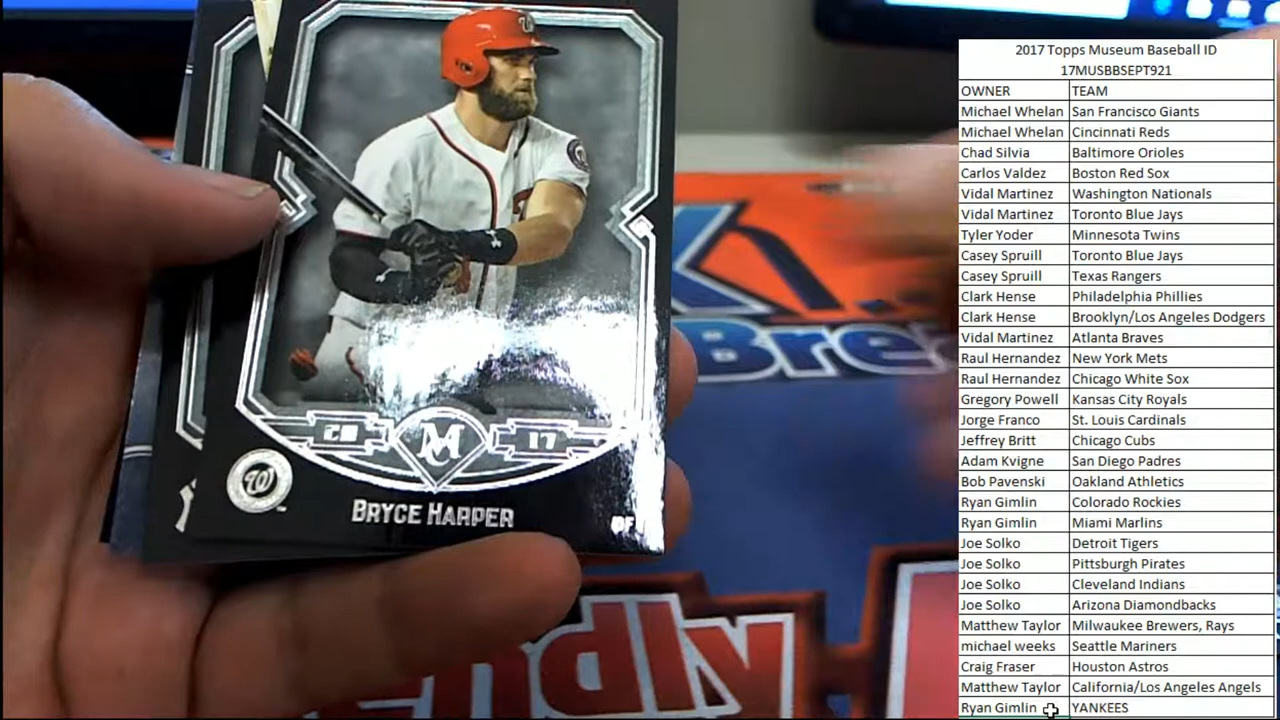 W
20 M 17
W
BRYCE HARPER OF
K.
Bre
endly
2017 Topps Museum Baseball ID
17MUSBBSEPT921
OWNER TEAM
Michael Whelan San Francisco Giants
Michael Whelan Cincinnati Reds
Chad Silvia Baltimore Orioles
Carlos Valdez Boston Red Sox
Vidal Martinez Washington Nationals
Vidal Martinez Toronto Blue Jays
Tyler Yoder Minnesota Twins
Casey Spruill Toronto Blue Jays
Casey Spruill Texas Rangers
Clark Hense Philadelphia Phillies
Clark Hense Brooklyn/Los Angeles Dodgers
Vidal Martinez Atlanta Braves
Raul Hernandez New York Mets
Raul Hernandez Chicago White Sox
Gregory Powell Kansas City Royals
Jorge Franco St. Louis Cardinals
Jeffrey Britt Chicago Cubs
Adam Kvigne San Diego Padres
Bob Pavenski Oakland Athletics
Ryan Gimlin Colorado Rockies
Ryan Gimlin Miami Marlins
Joe Solko Detroit Tigers
Joe Solko Pittsburgh Pirates
Joe Solko Cleveland Indians
Joe Solko Arizona Diamondbacks
Matthew Taylor Milwaukee Brewers, Rays
michael weeks Seattle Mariners
Craig Fraser Houston Astros
Matthew Taylor California/Los Angeles Angels
Ryan Gimlin YANKEES